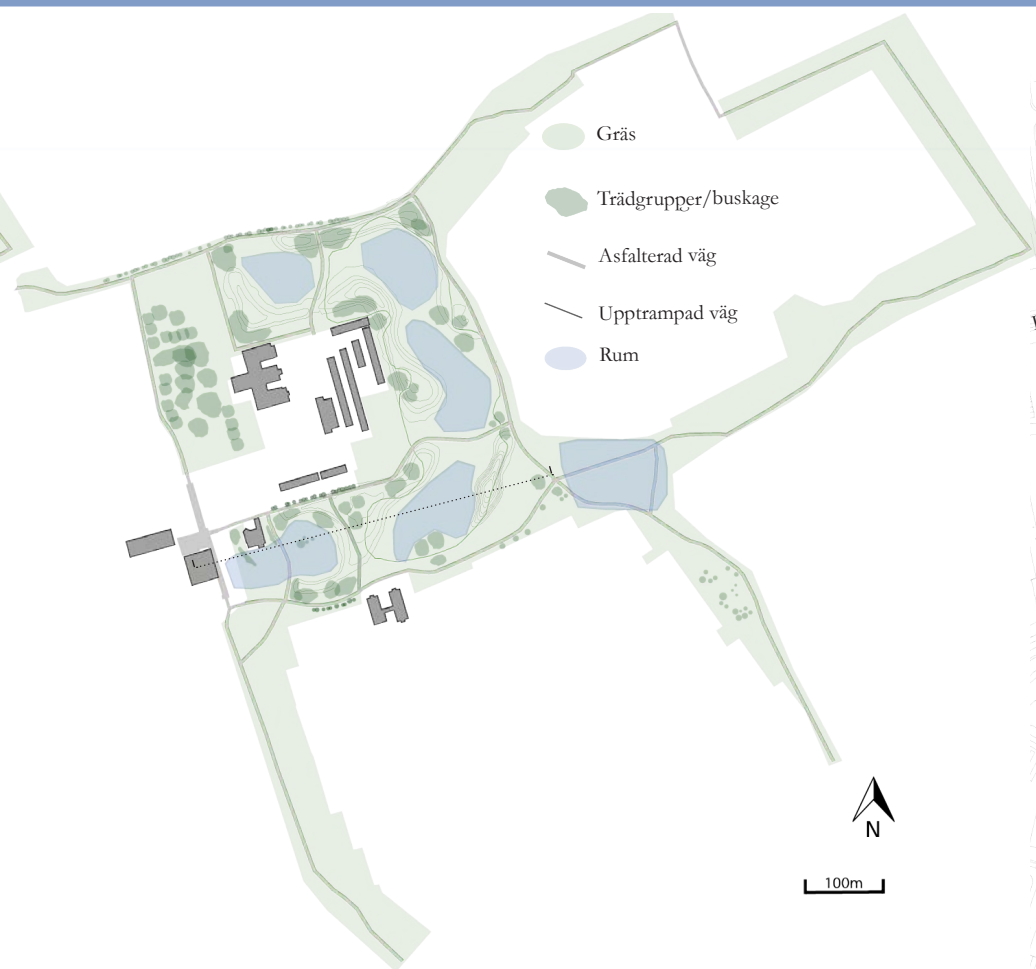 Gräs
Trädgrupper/buskage
Asfalterad väg
Upptrampad väg
Rum
N
100m